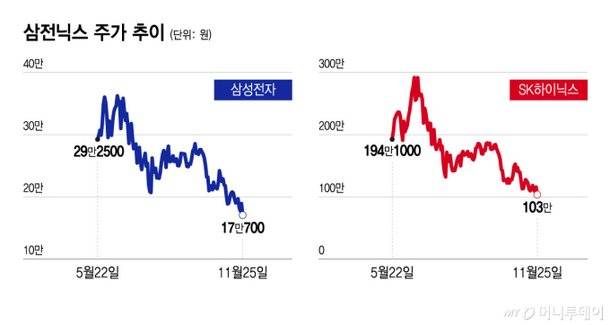 삼전닉스 주가 추이 (단위: 원)
40만
30만
20만
10만
삼성전자
29만2500
17만700
5월22일
11월25일
300만
200만
100만
0
SK하이닉스
194만1000
103만
5월22일
11월25일
머니투데이